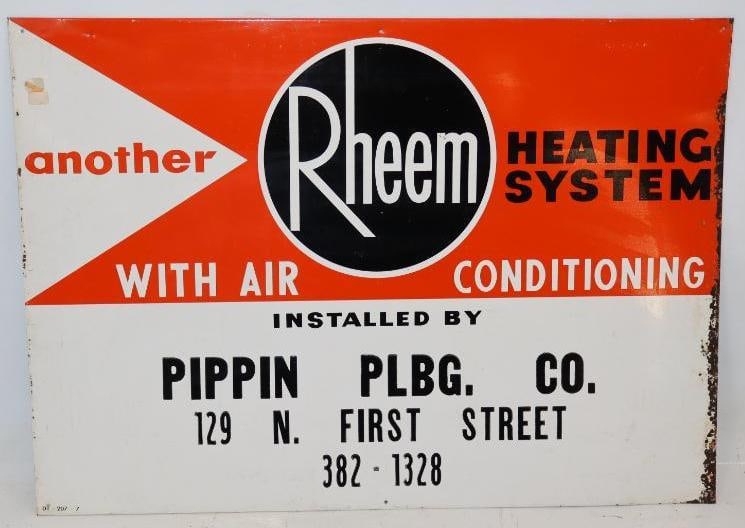 another Rheem HEATING
SYSTEM
WITH AIR CONDITIONING
INSTALLED BY
PIPPIN PLBG. CO.
129 N. FIRST STREET
382-1328